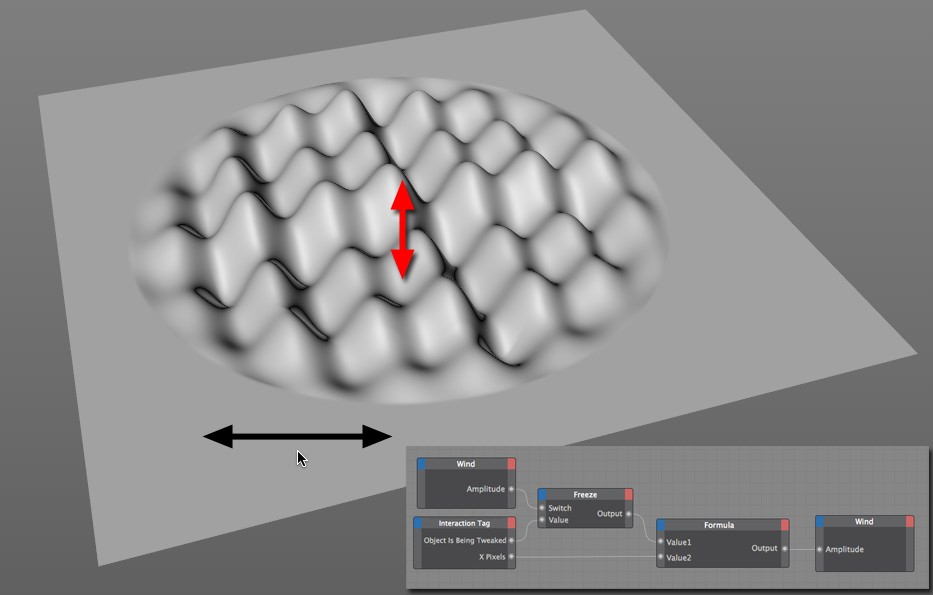 Wind
Amplitude
Interaction Tag
Object Is Being Tweaked
X Pixels
Freeze
Switch
Value
Output
Formula
Value1
Value2
Output
Wind
Amplitude